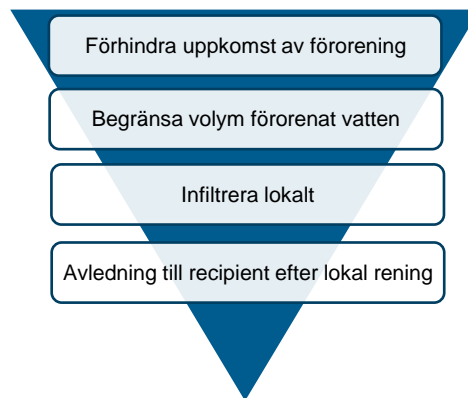 Förhindra uppkomst av förorening
Begränsa volym förorenat vatten
Infiltrera lokalt
Avledning till recipient efter lokal rening